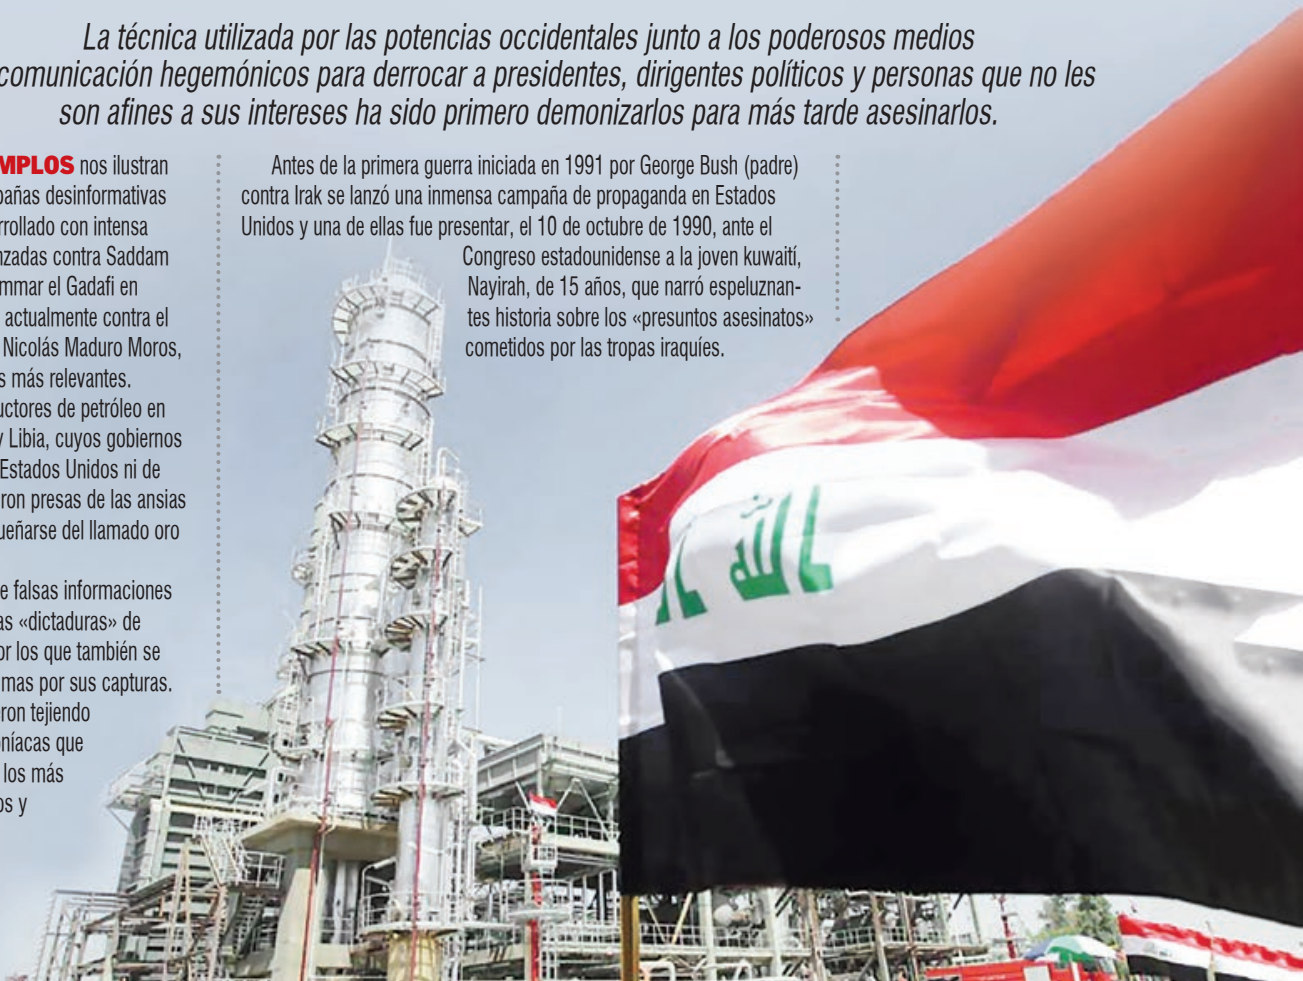 La técnica utilizada por las potencias occidentales junto a los poderosos medios
comunicación hegemónicos para derrocar a presidentes, dirigentes políticos y personas que no les
son afines a sus intereses ha sido primero demonizarlos para más tarde asesinarlos.
MPLOS nos ilustran
pañas desinformativas
rrollado con intensa
nzadas contra Saddam
mmar el Gadafi en
actualmente contra el
Nicolás Maduro Moros,
s más relevantes.
uctores de petróleo en
y Libia, cuyos gobiernos
Estados Unidos ni de
ron presas de las ansias
ueñarse del llamado oro
e falsas informaciones
as «dictaduras» de
or los que también se
mas por sus capturas.
ron tejiendo
oníacas que
los más
os y
Antes de la primera guerra iniciada en 1991 por George Bush (padre)
contra Irak se lanzó una inmensa campaña de propaganda en Estados
Unidos y una de ellas fue presentar, el 10 de octubre de 1990, ante el
Congreso estadounidense a la joven kuwaití,
Nayirah, de 15 años, que narró espeluznan-
tes historia sobre los «presuntos asesinatos»
cometidos por las tropas iraquíes.
الله